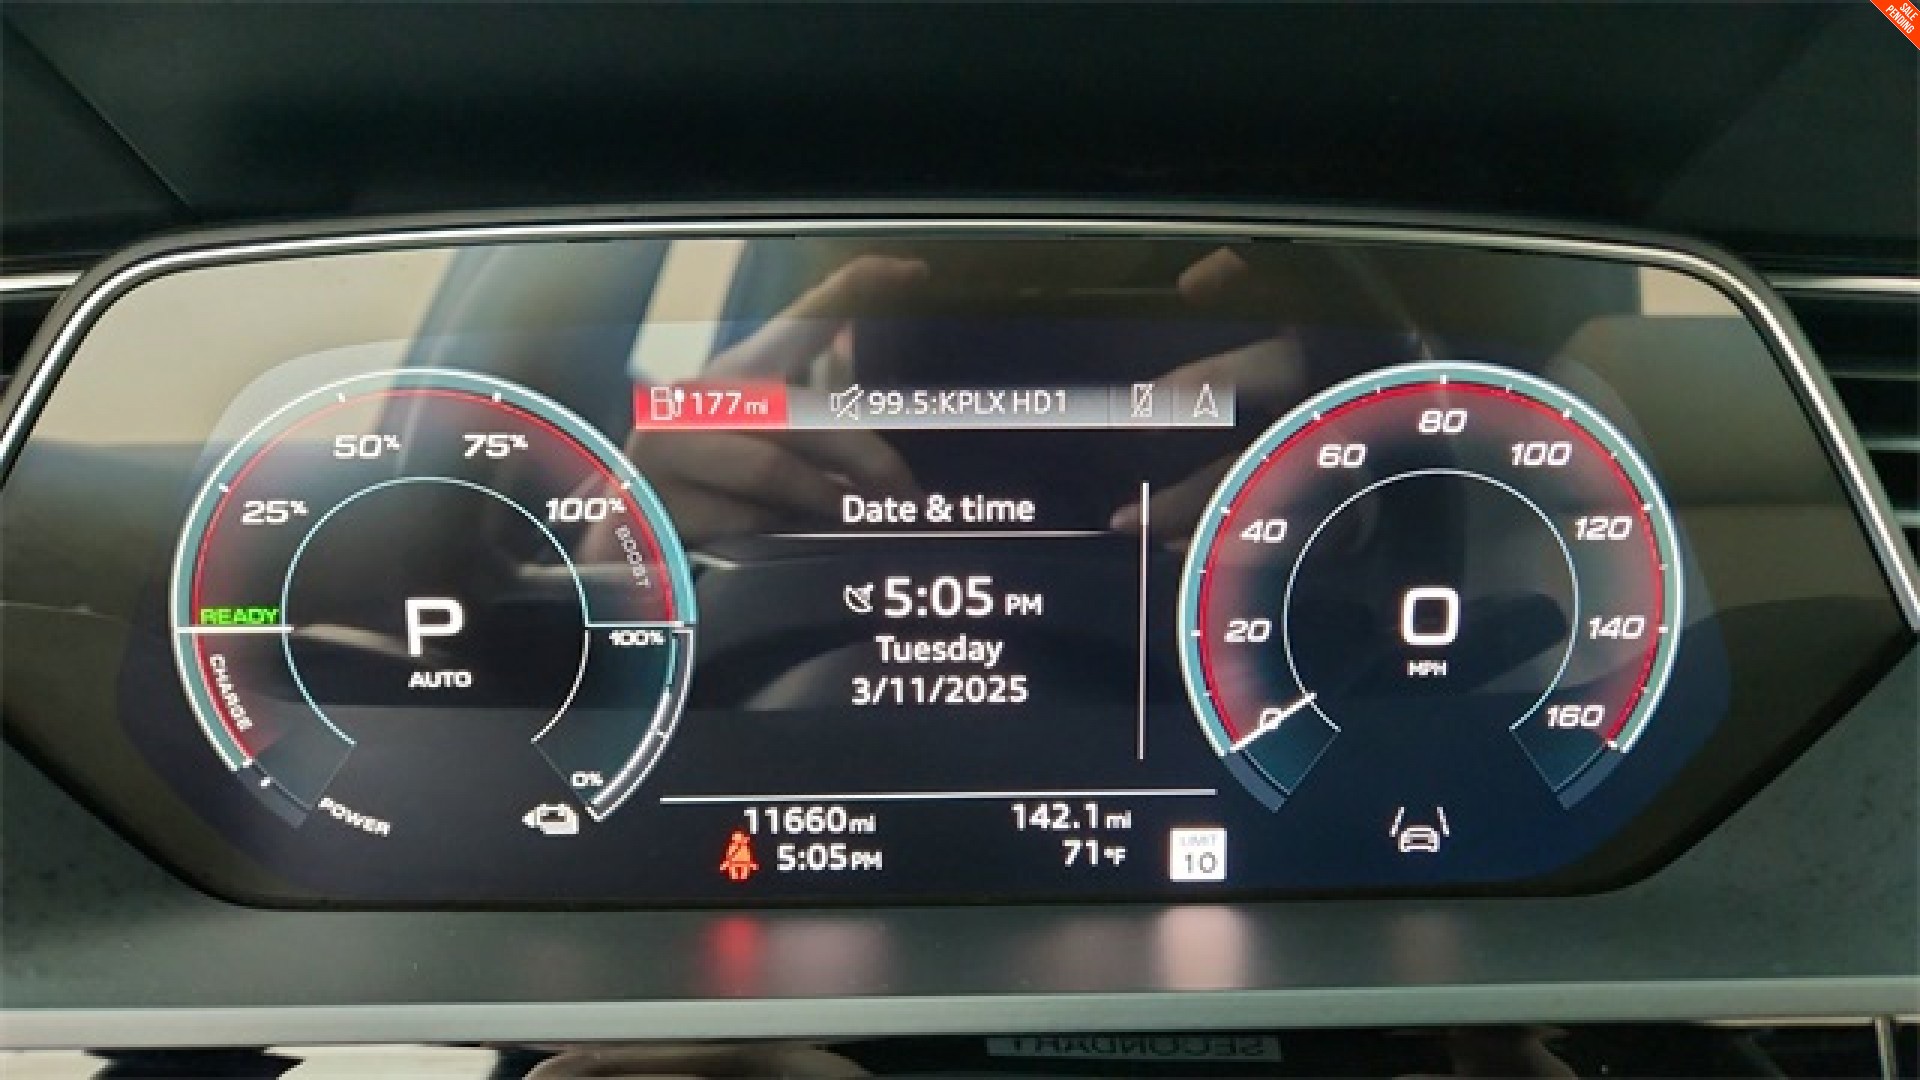 SALE
PENDING
177 mi
99.5:KPLX HD1
50%
75%
25%
100%
BOOST
READY
CHARGE
POWER
P
AUTO
100%
0%
Date & time
5:05 PM
Tuesday
3/11/2025
11660 mi
142.1 mi
5:05 PM
71°F
LIMIT
10
0
20
40
60
80
100
120
140
160
0
MPH
SECONDARY